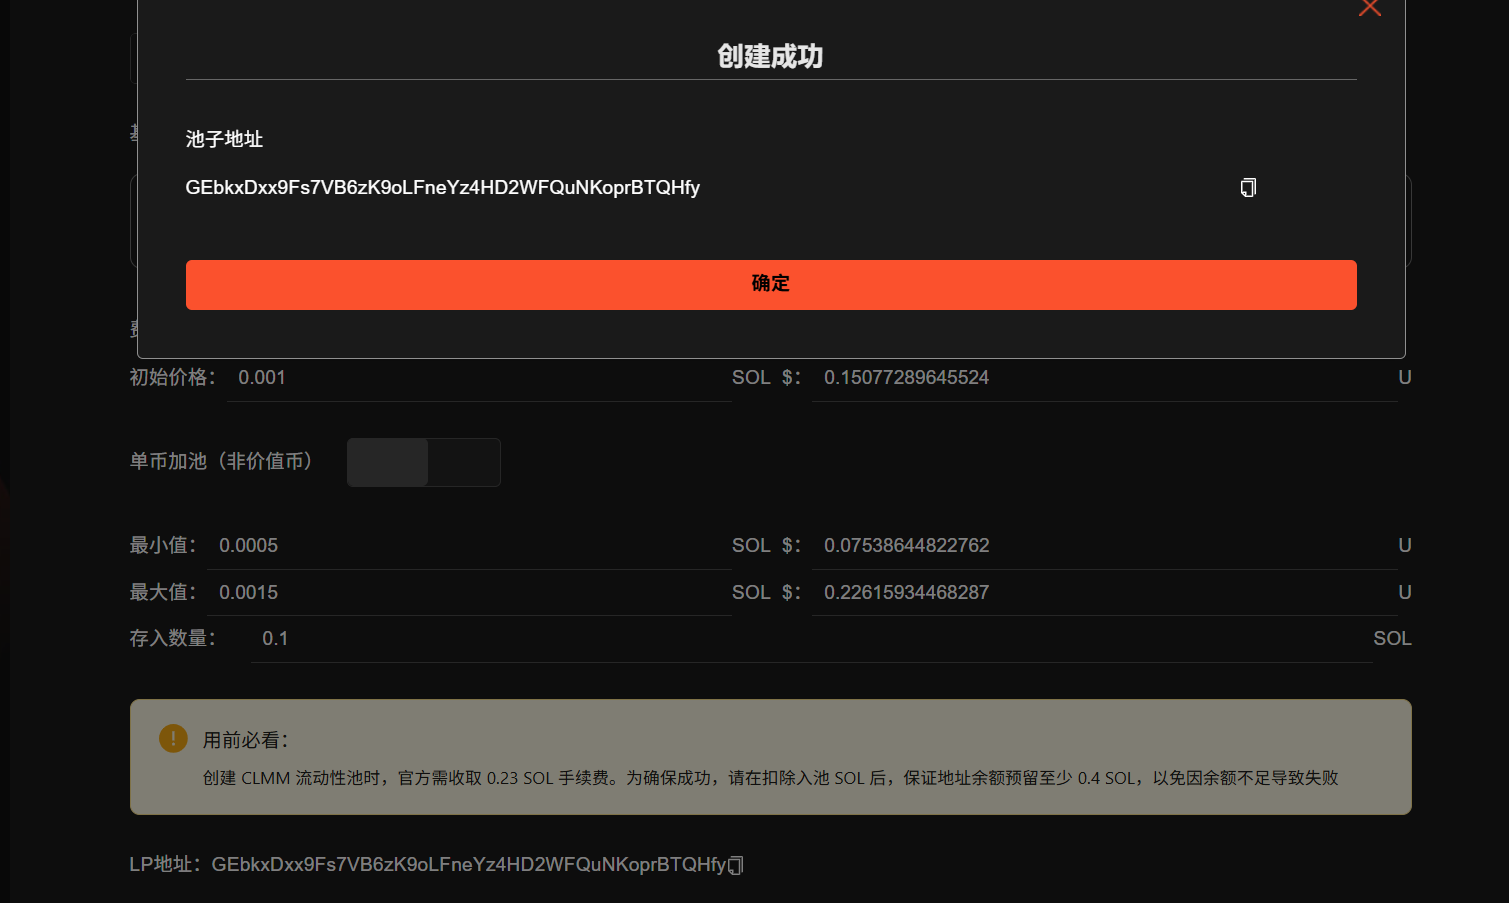 创建成功
池子地址
GEbkxDxx9Fs7VB6zK9oLFneYz4HD2WFQuNKoprBTQHfy
确定
初始价格： 0.001 SOL $： 0.15077289645524 U
单币加池（非价值币）
最小值： 0.0005 SOL $： 0.07538644822762 U
最大值： 0.0015 SOL $： 0.22615934468287 U
存入数量： 0.1 SOL
用前必看：
创建 CLMM 流动性池时，官方需收取 0.23 SOL 手续费。为确保成功，请在扣除入池 SOL 后，保证地址余额预留至少 0.4 SOL，以免因余额不足导致失败
LP地址：GEbkxDxx9Fs7VB6zK9oLFneYz4HD2WFQuNKoprBTQHfy